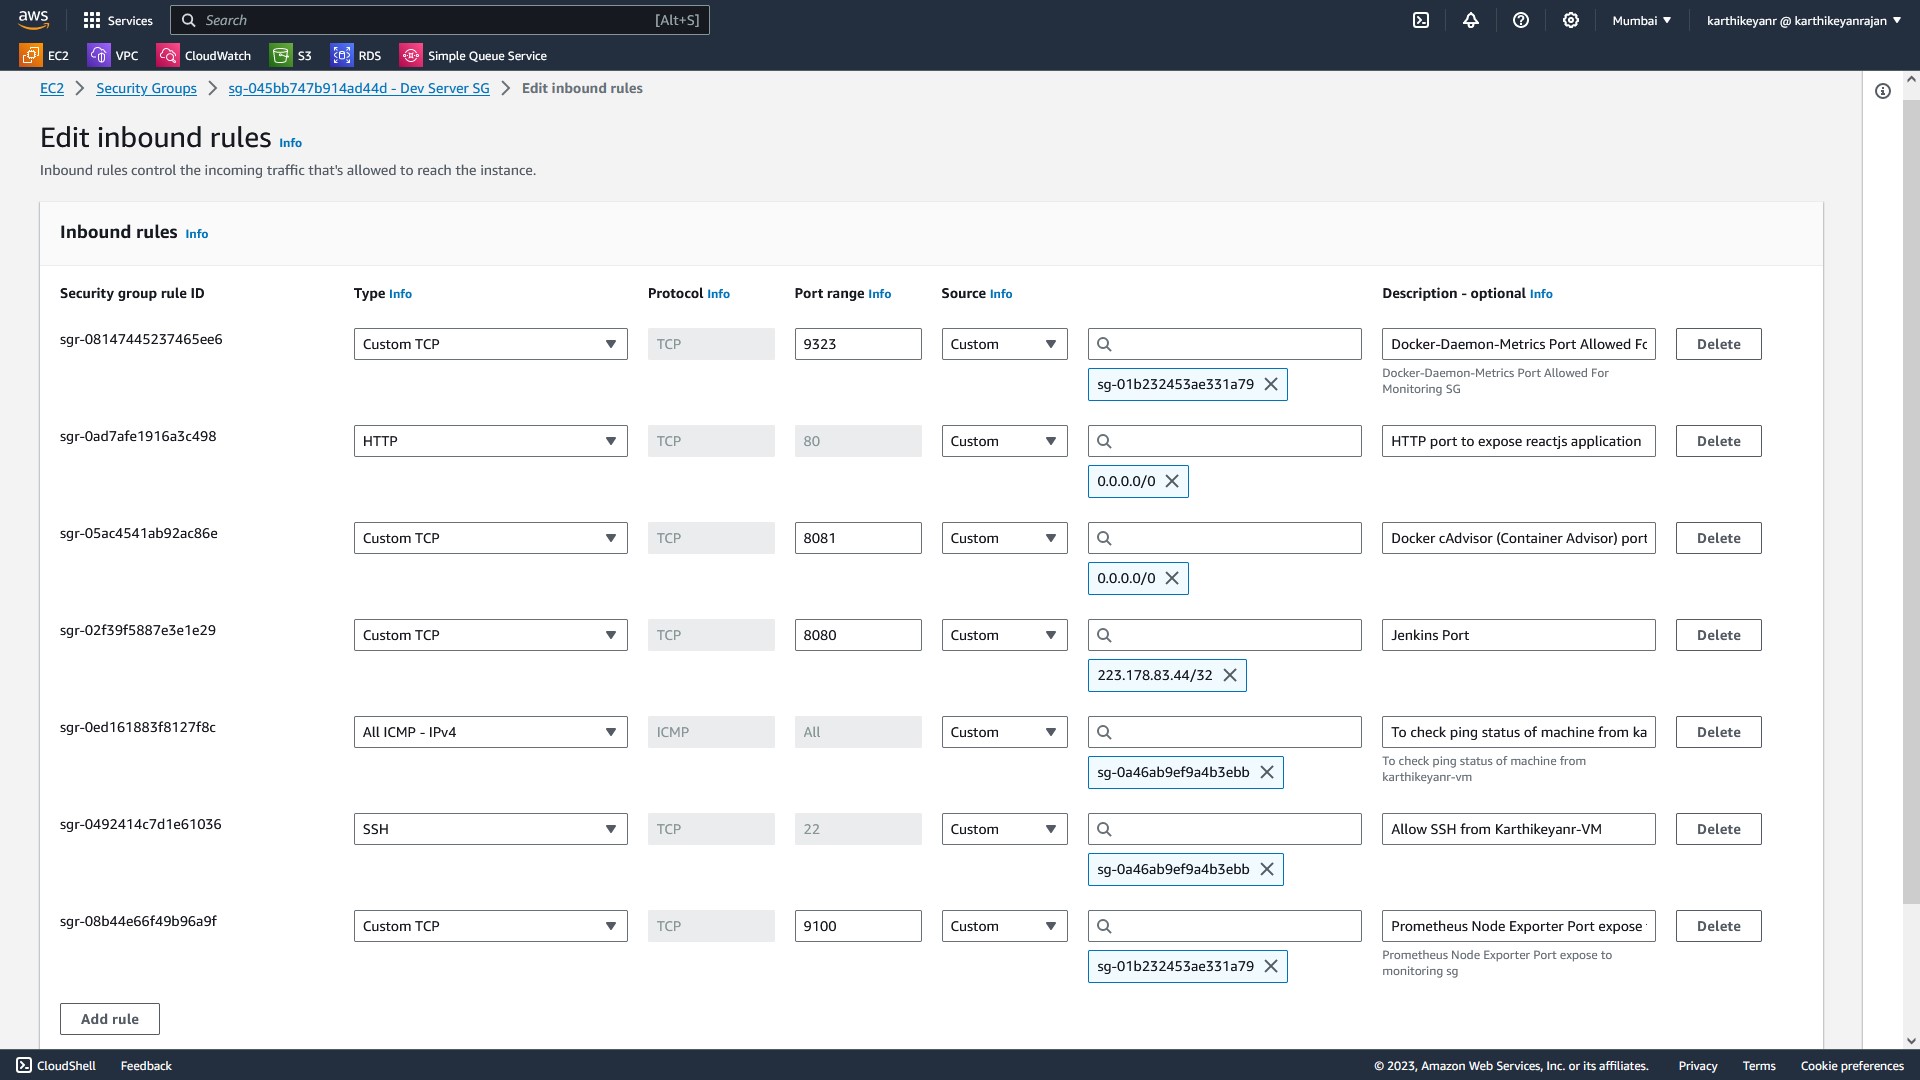 aws
Services
Search
[Alt+S]
Mumbai
karthikeyanr @ karthikeyanrajan
EC2
VPC
CloudWatch
S3
RDS
Simple Queue Service
EC2 > Security Groups > sg-045bb747b914ad44d - Dev Server SG > Edit inbound rules
Edit inbound rules Info
Inbound rules control the incoming traffic that's allowed to reach the instance.
Inbound rules Info
Security group rule ID
Type Info
Protocol Info
Port range Info
Source Info
Description - optional Info
sgr-08147445237465ee6
Custom TCP
TCP
9323
Custom
sg-01b232453ae331a79
Docker-Daemon-Metrics Port Allowed Fo
Docker-Daemon-Metrics Port Allowed For
Monitoring SG
Delete
sgr-0ad7afe1916a3c498
HTTP
TCP
80
Custom
0.0.0.0/0
HTTP port to expose reactjs application
Delete
sgr-05ac4541ab92ac86e
Custom TCP
TCP
8081
Custom
0.0.0.0/0
Docker cAdvisor (Container Advisor) port
Delete
sgr-02f39f5887e3e1e29
Custom TCP
TCP
8080
Custom
223.178.83.44/32
Jenkins Port
Delete
sgr-0ed161883f8127f8c
All ICMP - IPv4
ICMP
All
Custom
sg-0a46ab9ef9a4b3ebb
To check ping status of machine from ka
To check ping status of machine from
karthikeyanr-vm
Delete
sgr-0492414c7d1e61036
SSH
TCP
22
Custom
sg-0a46ab9ef9a4b3ebb
Allow SSH from Karthikeyanr-VM
Delete
sgr-08b44e66f49b96a9f
Custom TCP
TCP
9100
Custom
sg-01b232453ae331a79
Prometheus Node Exporter Port expose
Prometheus Node Exporter Port expose to
monitoring sg
Delete
Add rule
CloudShell
Feedback
© 2023, Amazon Web Services, Inc. or its affiliates.
Privacy
Terms
Cookie preferences